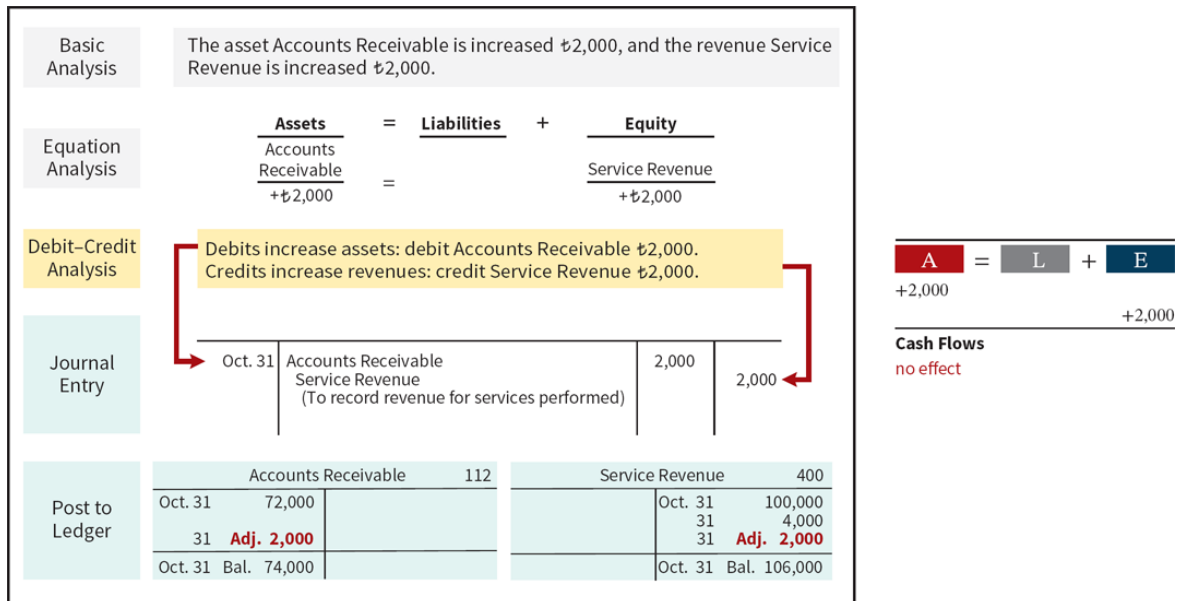 Basic
Analysis
The asset Accounts Receivable is increased ₺2,000, and the revenue Service
Revenue is increased ₺2,000.
Equation
Analysis
Assets = Liabilities + Equity
Accounts
Receivable = Service Revenue
+₺2,000 +₺2,000
Debit–Credit
Analysis
Debits increase assets: debit Accounts Receivable ₺2,000.
Credits increase revenues: credit Service Revenue ₺2,000.
Journal
Entry
Oct. 31 Accounts Receivable 2,000
Service Revenue 2,000
(To record revenue for services performed)
Post to
Ledger
Accounts Receivable 112
Oct. 31 72,000
31 Adj. 2,000
Oct. 31 Bal. 74,000
Service Revenue 400
Oct. 31 100,000
31 4,000
31 Adj. 2,000
Oct. 31 Bal. 106,000
A = L + E
+2,000
+2,000
Cash Flows
no effect